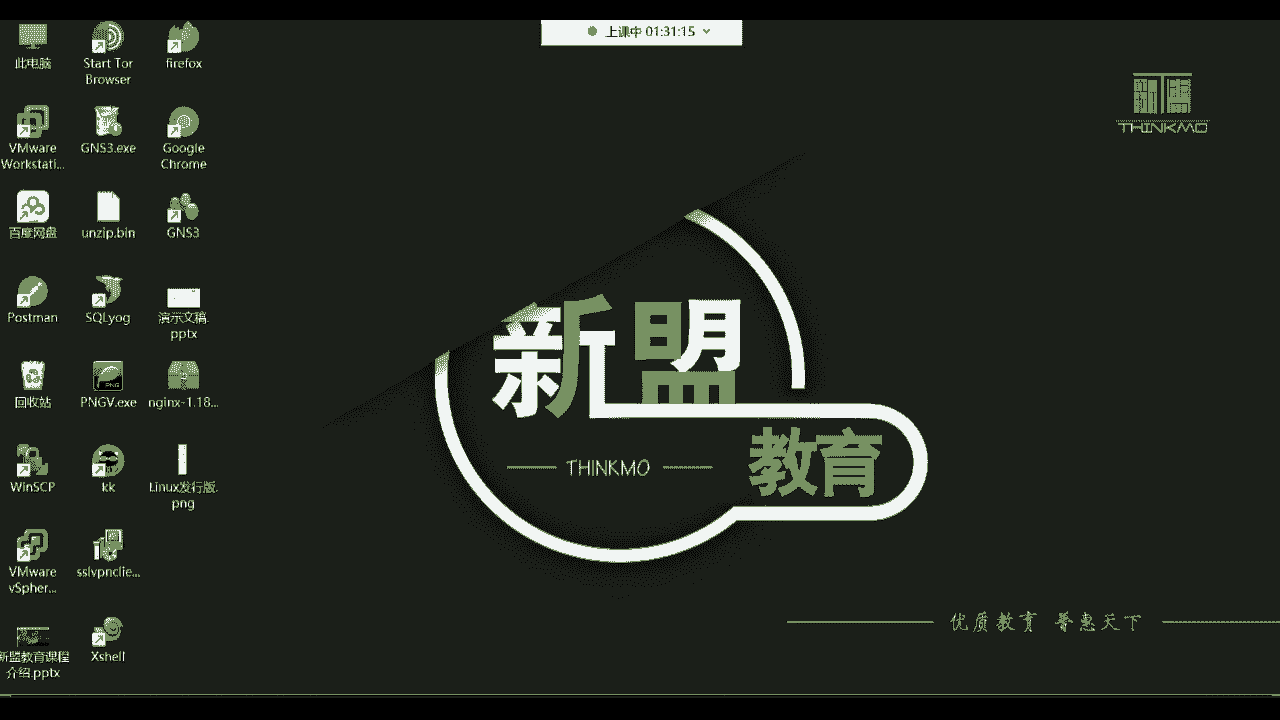 上课中 01:31:15
此电脑
Start Tor
Browser
firefox
THINKMO
VMware
Workstati...
GNS3.exe
Google
Chrome
百度网盘
unzip.bin
GNS3
Postman
SQLyog
演示文稿.
pptx
新盟
教育
THINKMO
回收站
PNGV.exe
nginx-1.18...
WinSCP
kk
Linux发行版.
png
VMware
vSpher...
sslvpnclie...
新盟教育课程
介绍.pptx
Xshell
优质教育 普惠天下